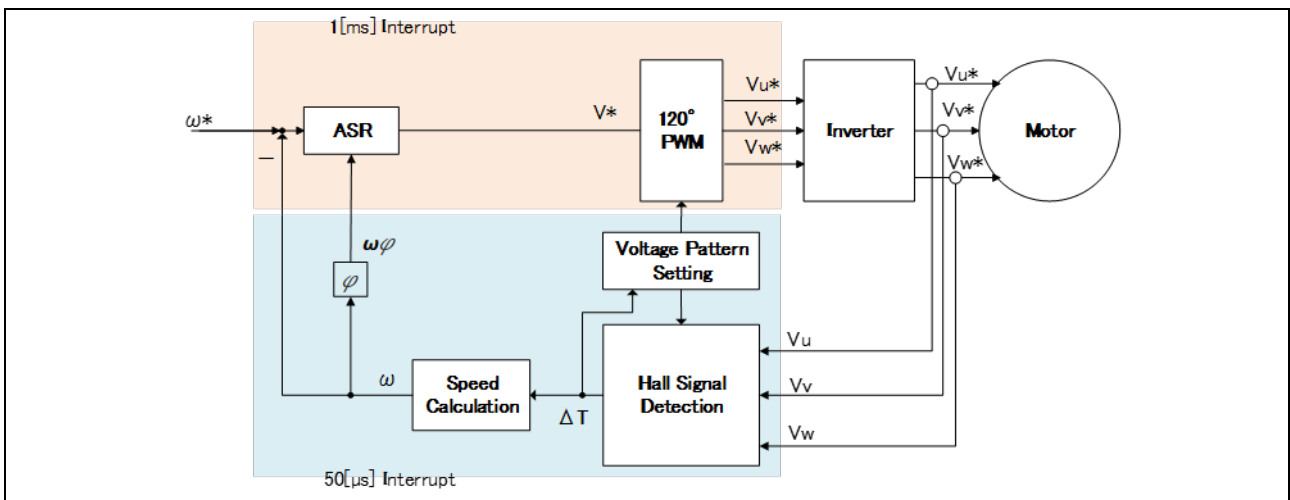 1[ms] Interrupt
ω*
−
ASR
V*
120°
PWM
Vu*
Vv*
Vw*
Inverter
Vu*
Vv*
Vw*
Motor
ωφ
φ
Voltage Pattern
Setting
ω
Speed
Calculation
ΔT
Hall Signal
Detection
Vu
Vv
Vw
50[μs] Interrupt